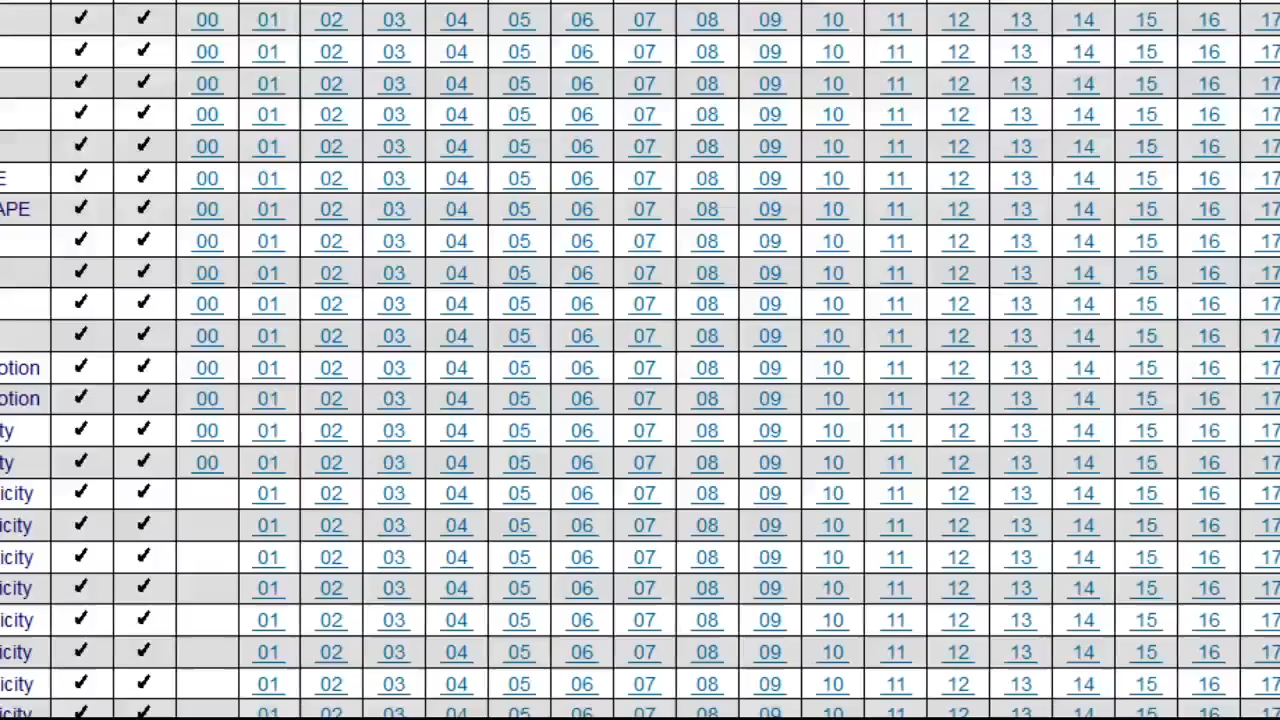 ✓ ✓ 00 01 02 03 04 05 06 07 08 09 10 11 12 13 14 15 16 17
✓ ✓ 00 01 02 03 04 05 06 07 08 09 10 11 12 13 14 15 16 17
✓ ✓ 00 01 02 03 04 05 06 07 08 09 10 11 12 13 14 15 16 17
✓ ✓ 00 01 02 03 04 05 06 07 08 09 10 11 12 13 14 15 16 17
✓ ✓ 00 01 02 03 04 05 06 07 08 09 10 11 12 13 14 15 16 17
E ✓ ✓ 00 01 02 03 04 05 06 07 08 09 10 11 12 13 14 15 16 17
APE ✓ ✓ 00 01 02 03 04 05 06 07 08 09 10 11 12 13 14 15 16 17
✓ ✓ 00 01 02 03 04 05 06 07 08 09 10 11 12 13 14 15 16 17
✓ ✓ 00 01 02 03 04 05 06 07 08 09 10 11 12 13 14 15 16 17
✓ ✓ 00 01 02 03 04 05 06 07 08 09 10 11 12 13 14 15 16 17
✓ ✓ 00 01 02 03 04 05 06 07 08 09 10 11 12 13 14 15 16 17
otion ✓ ✓ 00 01 02 03 04 05 06 07 08 09 10 11 12 13 14 15 16 17
otion ✓ ✓ 00 01 02 03 04 05 06 07 08 09 10 11 12 13 14 15 16 17
ty ✓ ✓ 00 01 02 03 04 05 06 07 08 09 10 11 12 13 14 15 16 17
ty ✓ ✓ 00 01 02 03 04 05 06 07 08 09 10 11 12 13 14 15 16 17
icity ✓ ✓ 01 02 03 04 05 06 07 08 09 10 11 12 13 14 15 16 17
icity ✓ ✓ 01 02 03 04 05 06 07 08 09 10 11 12 13 14 15 16 17
icity ✓ ✓ 01 02 03 04 05 06 07 08 09 10 11 12 13 14 15 16 17
icity ✓ ✓ 01 02 03 04 05 06 07 08 09 10 11 12 13 14 15 16 17
icity ✓ ✓ 01 02 03 04 05 06 07 08 09 10 11 12 13 14 15 16 17
icity ✓ ✓ 01 02 03 04 05 06 07 08 09 10 11 12 13 14 15 16 17
icity ✓ ✓ 01 02 03 04 05 06 07 08 09 10 11 12 13 14 15 16 17
icity ✓ ✓ 01 02 03 04 05 06 07 08 09 10 11 12 13 14 15 16 17